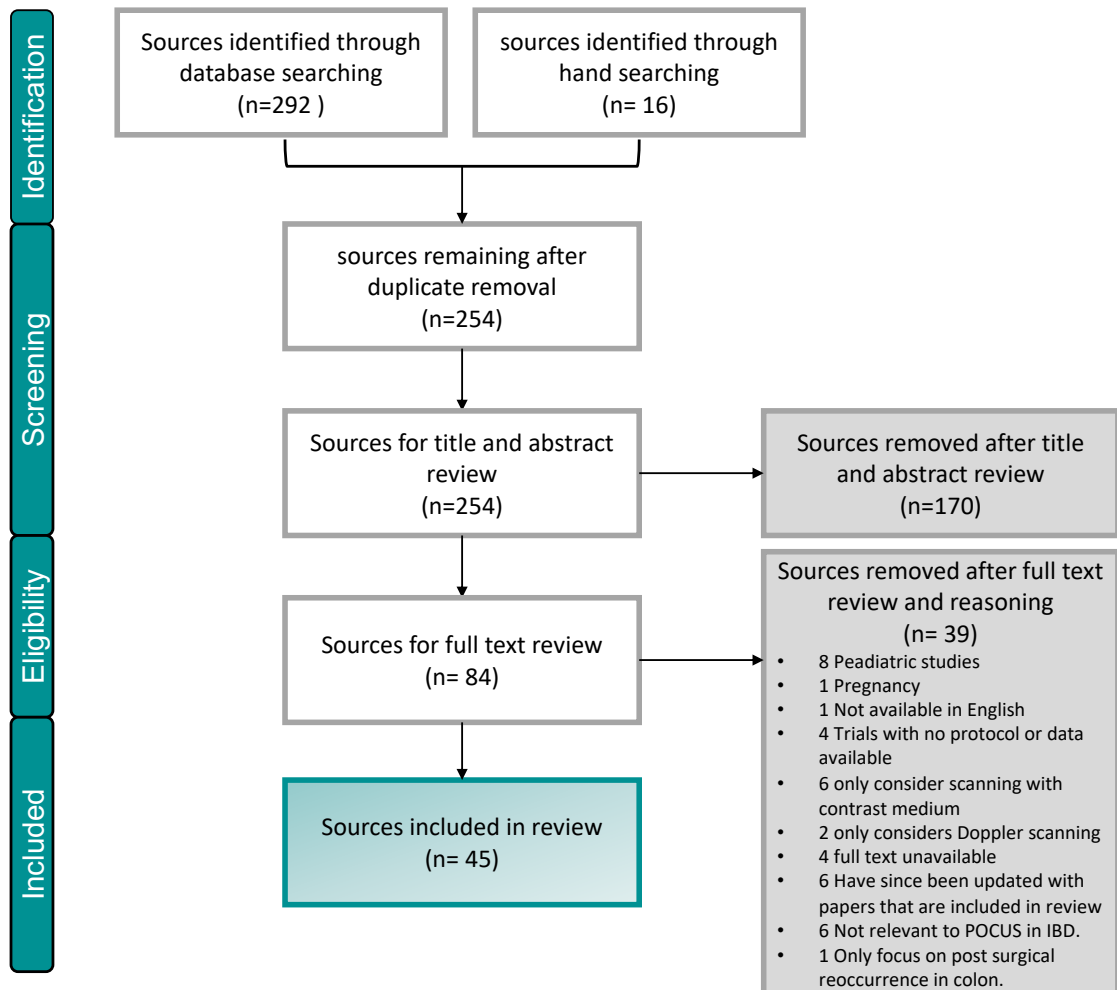 Identification
Sources identified through
database searching
(n=292 )
sources identified through
hand searching
(n= 16)
Screening
sources remaining after
duplicate removal
(n=254)
Sources for title and abstract
review
(n=254)
Sources removed after title
and abstract review
(n=170)
Eligibility
Sources for full text review
(n= 84)
Sources removed after full text
review and reasoning
(n= 39)
• 8 Peadiatric studies
• 1 Pregnancy
• 1 Not available in English
• 4 Trials with no protocol or data
available
• 6 only consider scanning with
contrast medium
• 2 only considers Doppler scanning
• 4 full text unavailable
• 6 Have since been updated with
papers that are included in review
• 6 Not relevant to POCUS in IBD.
• 1 Only focus on post surgical
reoccurrence in colon.
Included
Sources included in review
(n= 45)